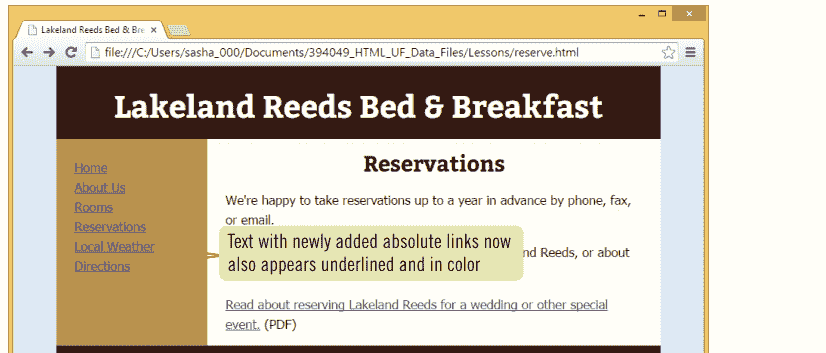 Lakeland Reeds Bed & Bre
file:///C:/Users/sasha_000/Documents/394049_HTML_UF_Data_Files/Lessons/reserve.html
Lakeland Reeds Bed & Breakfast
Home
About Us
Rooms
Reservations
Local Weather
Directions
Reservations
We're happy to take reservations up to a year in advance by phone, fax,
or email.
Text with newly added absolute links now
also appears underlined and in color
nd Reeds, or about
Read about reserving Lakeland Reeds for a wedding or other special
event. (PDF)